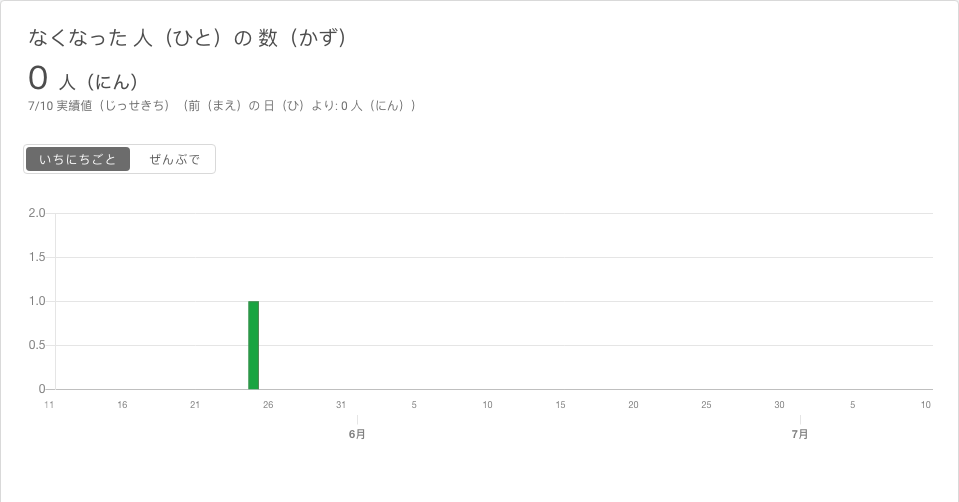 なくなった 人（ひと）の 数（かず）
0 人（にん）
7/10 実績値（じっせきち）（前（まえ）の 日（ひ）より: 0 人（にん））
いちにちごと ぜんぶで
2.0
1.5
1.0
0.5
0
11 16 21 26 31 5 10 15 20 25 30 5 10
6月 7月